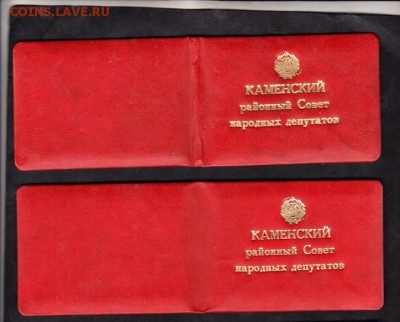 COINS.LAVE.RU
КАМЕНСКИЙ
районный Совет
народных депутатов
КАМЕНСКИЙ
районный Совет
народных депутатов